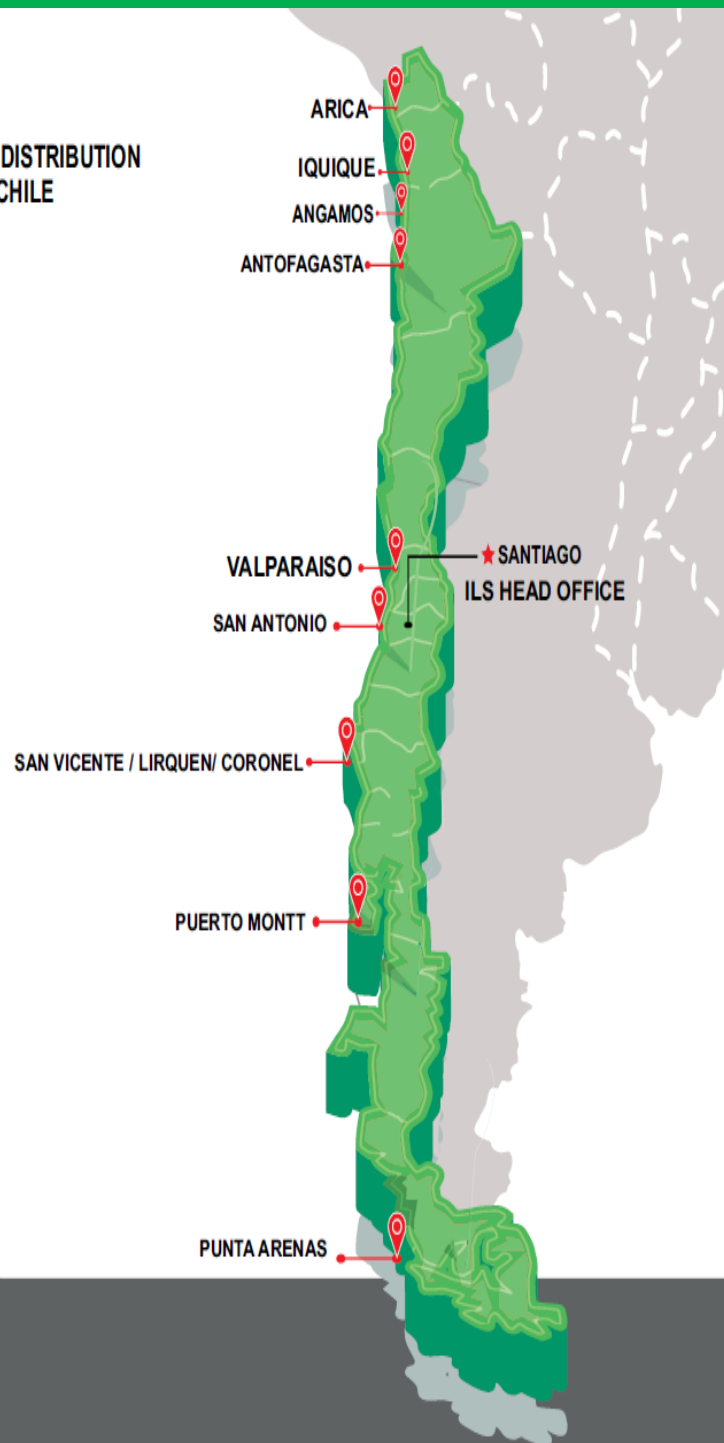 DISTRIBUTION
CHILE
ARICA
IQUIQUE
ANGAMOS
ANTOFAGASTA
VALPARAISO
SANTIAGO
ILS HEAD OFFICE
SAN ANTONIO
SAN VICENTE / LIRQUEN/ CORONEL
PUERTO MONTT
PUNTA ARENAS